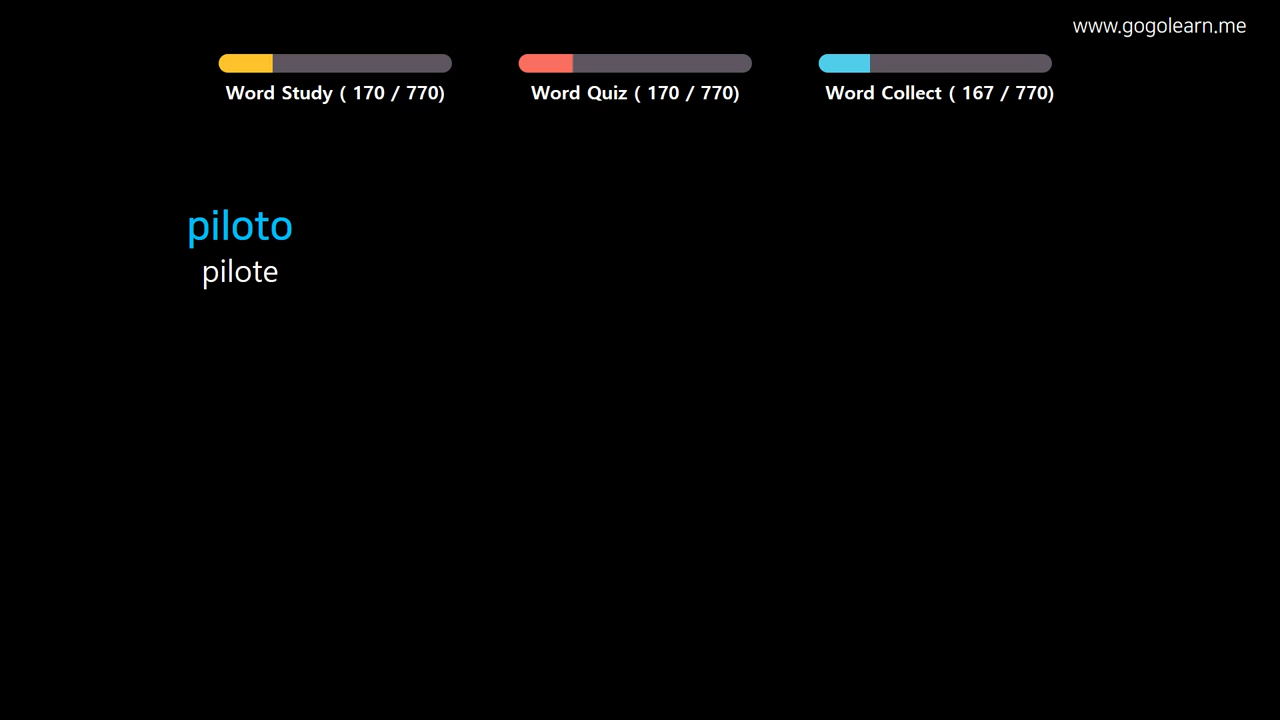 www.gogolearn.me
Word Study ( 170 / 770)
Word Quiz ( 170 / 770)
Word Collect ( 167 / 770)
piloto
pilote